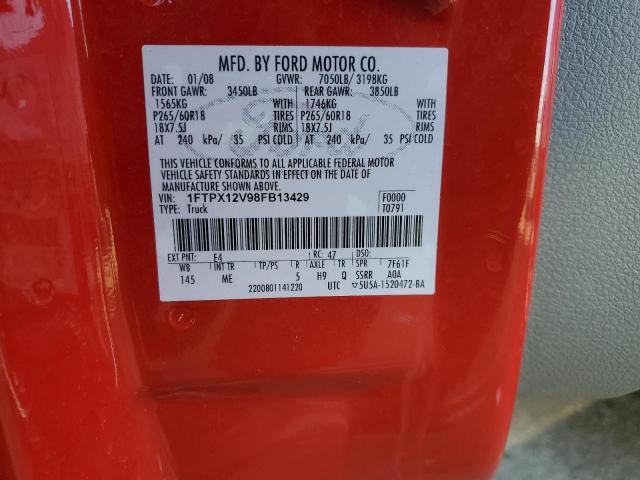 MFD. BY FORD MOTOR CO.
DATE: 01/08 GVWR: 7050LB/ 3198KG
FRONT GAWR: 3450LB REAR GAWR: 3850LB
1565KG WITH 1746KG WITH
P265/60R18 TIRES P265/60R18 TIRES
18X7.5J RIMS 18X7.5J RIMS
AT 240 kPa/ 35 PSI COLD AT 240 kPa/ 35 PSI COLD
THIS VEHICLE CONFORMS TO ALL APPLICABLE FEDERAL MOTOR
VEHICLE SAFETY STANDARDS IN EFFECT ON THE DATE OF
MANUFACTURE SHOWN ABOVE.
VIN: 1FTPX12V98FB13429 F0000
TYPE: Truck T0791
EXT PNT: E4 RC: 47 DSO:
WB INT TR TP/PS R AXLE TR SPR 7F61F
145 ME 5 H9 Q SSRR A0A
2200801141220 UTC ▽5U5A-1520472-BA
Ford